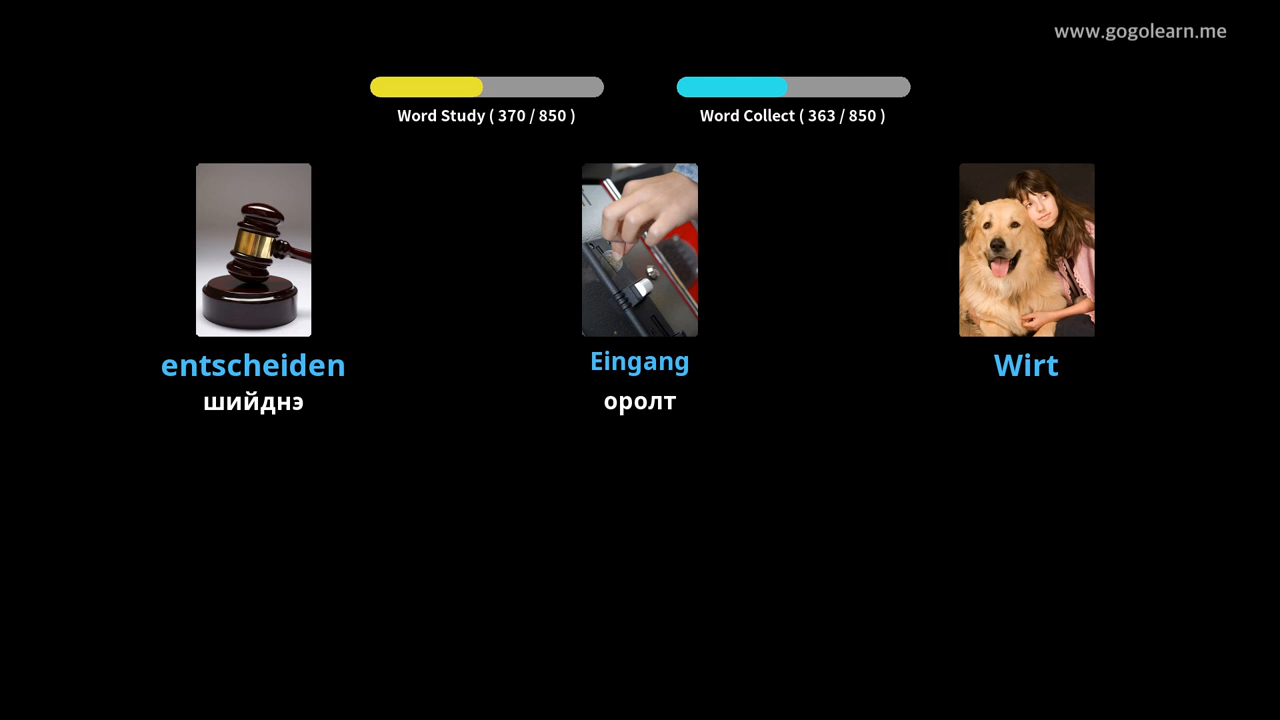 www.gogolearn.me
Word Study ( 370 / 850 )
Word Collect ( 363 / 850 )
entscheiden
шийднэ
Eingang
оролт
Wirt